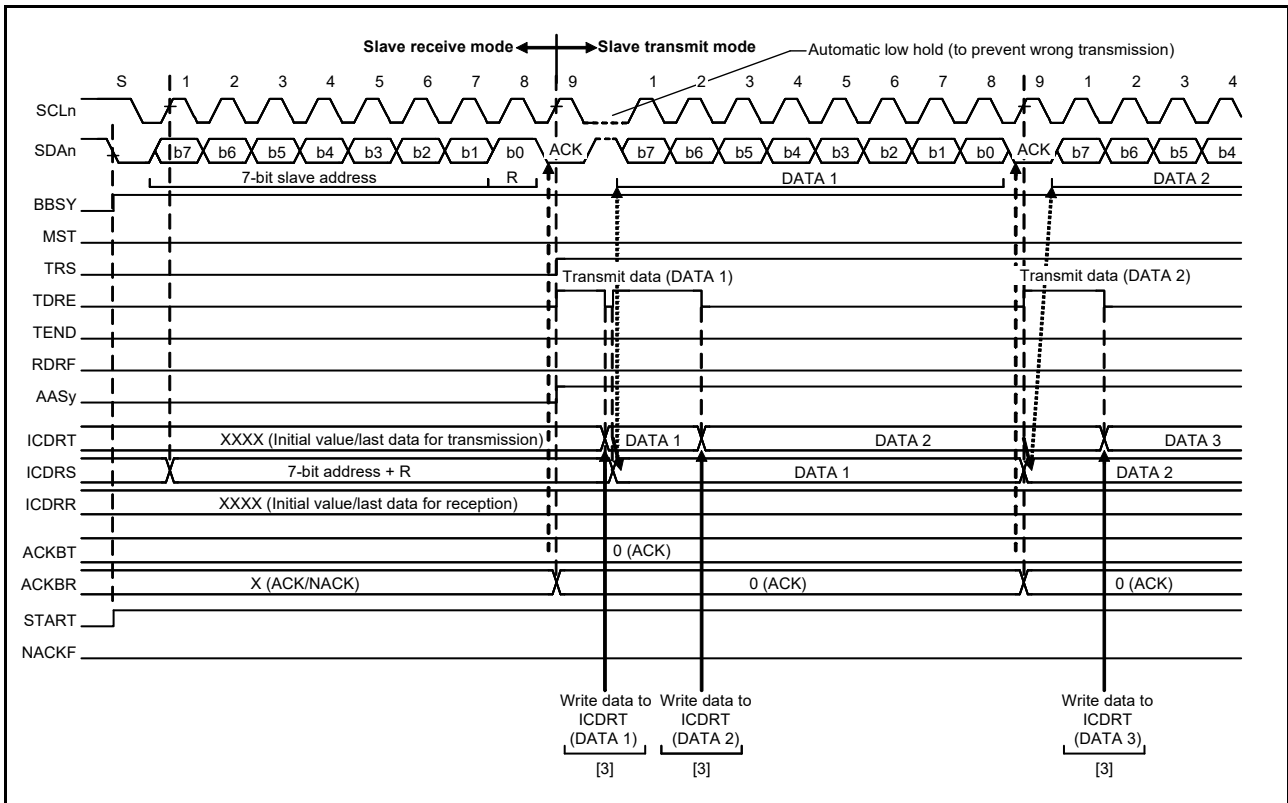 Slave receive mode Slave transmit mode
Automatic low hold (to prevent wrong transmission)
S 1 2 3 4 5 6 7 8 9 1 2 3 4 5 6 7 8 9 1 2 3 4
SCLn
SDAn b7 b6 b5 b4 b3 b2 b1 b0 ACK b7 b6 b5 b4 b3 b2 b1 b0 ACK b7 b6 b5 b4
7-bit slave address R DATA 1 DATA 2
BBSY
MST
TRS
Transmit data (DATA 1) Transmit data (DATA 2)
TDRE
TEND
RDRF
AASy
ICDRT XXXX (Initial value/last data for transmission) DATA 1 DATA 2 DATA 3
ICDRS 7-bit address + R DATA 1 DATA 2
ICDRR XXXX (Initial value/last data for reception)
ACKBT 0 (ACK)
ACKBR X (ACK/NACK) 0 (ACK) 0 (ACK)
START
NACKF
Write data to Write data to Write data to
ICDRT ICDRT ICDRT
(DATA 1) (DATA 2) (DATA 3)
[3] [3] [3]